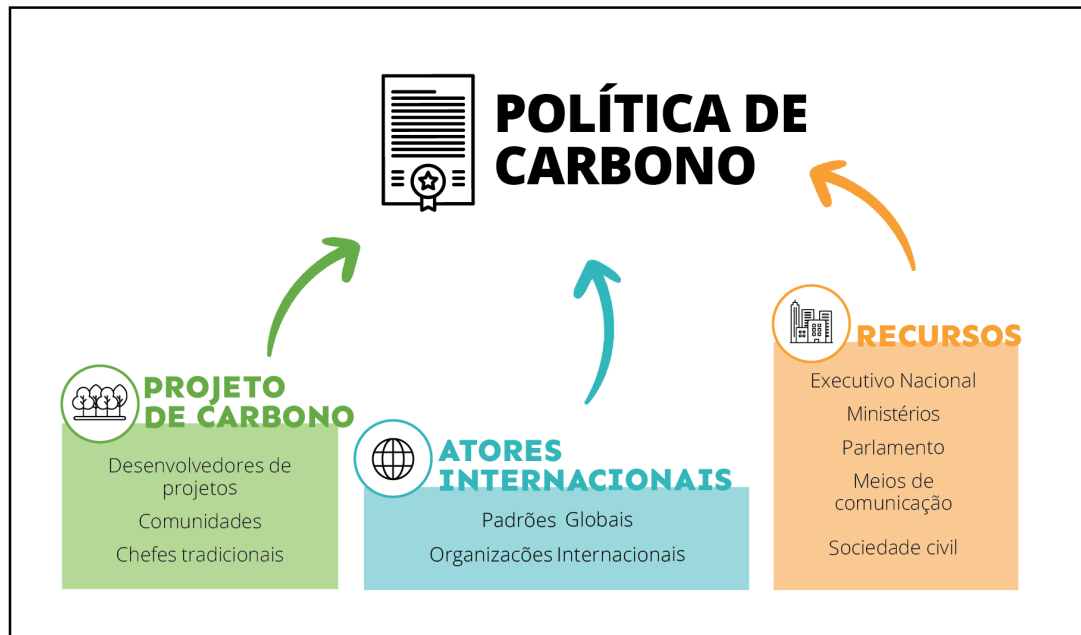 POLÍTICA DE
CARBONO
PROJETO
DE CARBONO
Desenvolvedores de
projetos
Comunidades
Chefes tradicionais
ATORES
INTERNACIONAIS
Padrões Globais
Organizacões Internacionais
RECURSOS
Executivo Nacional
Ministérios
Parlamento
Meios de
comunicação
Sociedade civil